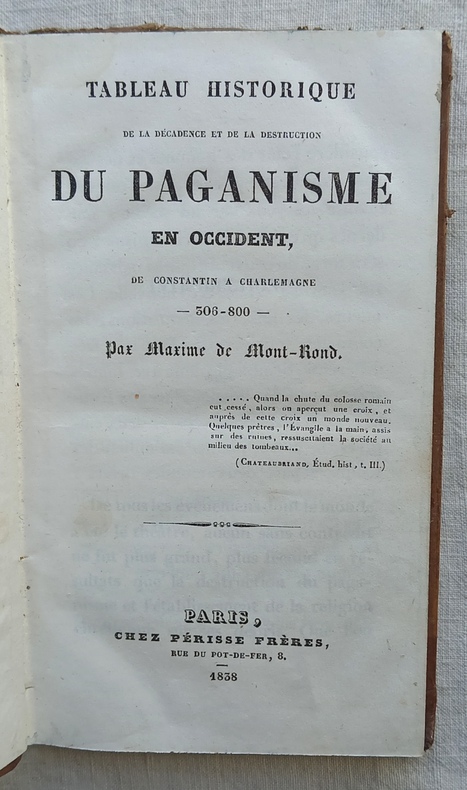 TABLEAU HISTORIQUE
DE LA DÉCADENCE ET DE LA DESTRUCTION
DU PAGANISME
EN OCCIDENT,
DE CONSTANTIN A CHARLEMAGNE
— 306-800 —
Par Maxime de Mont-Rond.
..... Quand la chute du colosse romain
eut cessé, alors on aperçut une croix, et
auprès de cette croix un monde nouveau.
Quelques prêtres, l'Évangile a la main, assis
sur des ruines, ressuscitaient la société au
milieu des tombeaux...
(CHATEAUBRIAND, Étud. hist, t. III.)
PARIS,
CHEZ PÉRISSE FRÈRES,
RUE DU POT-DE-FER, 8.
1838